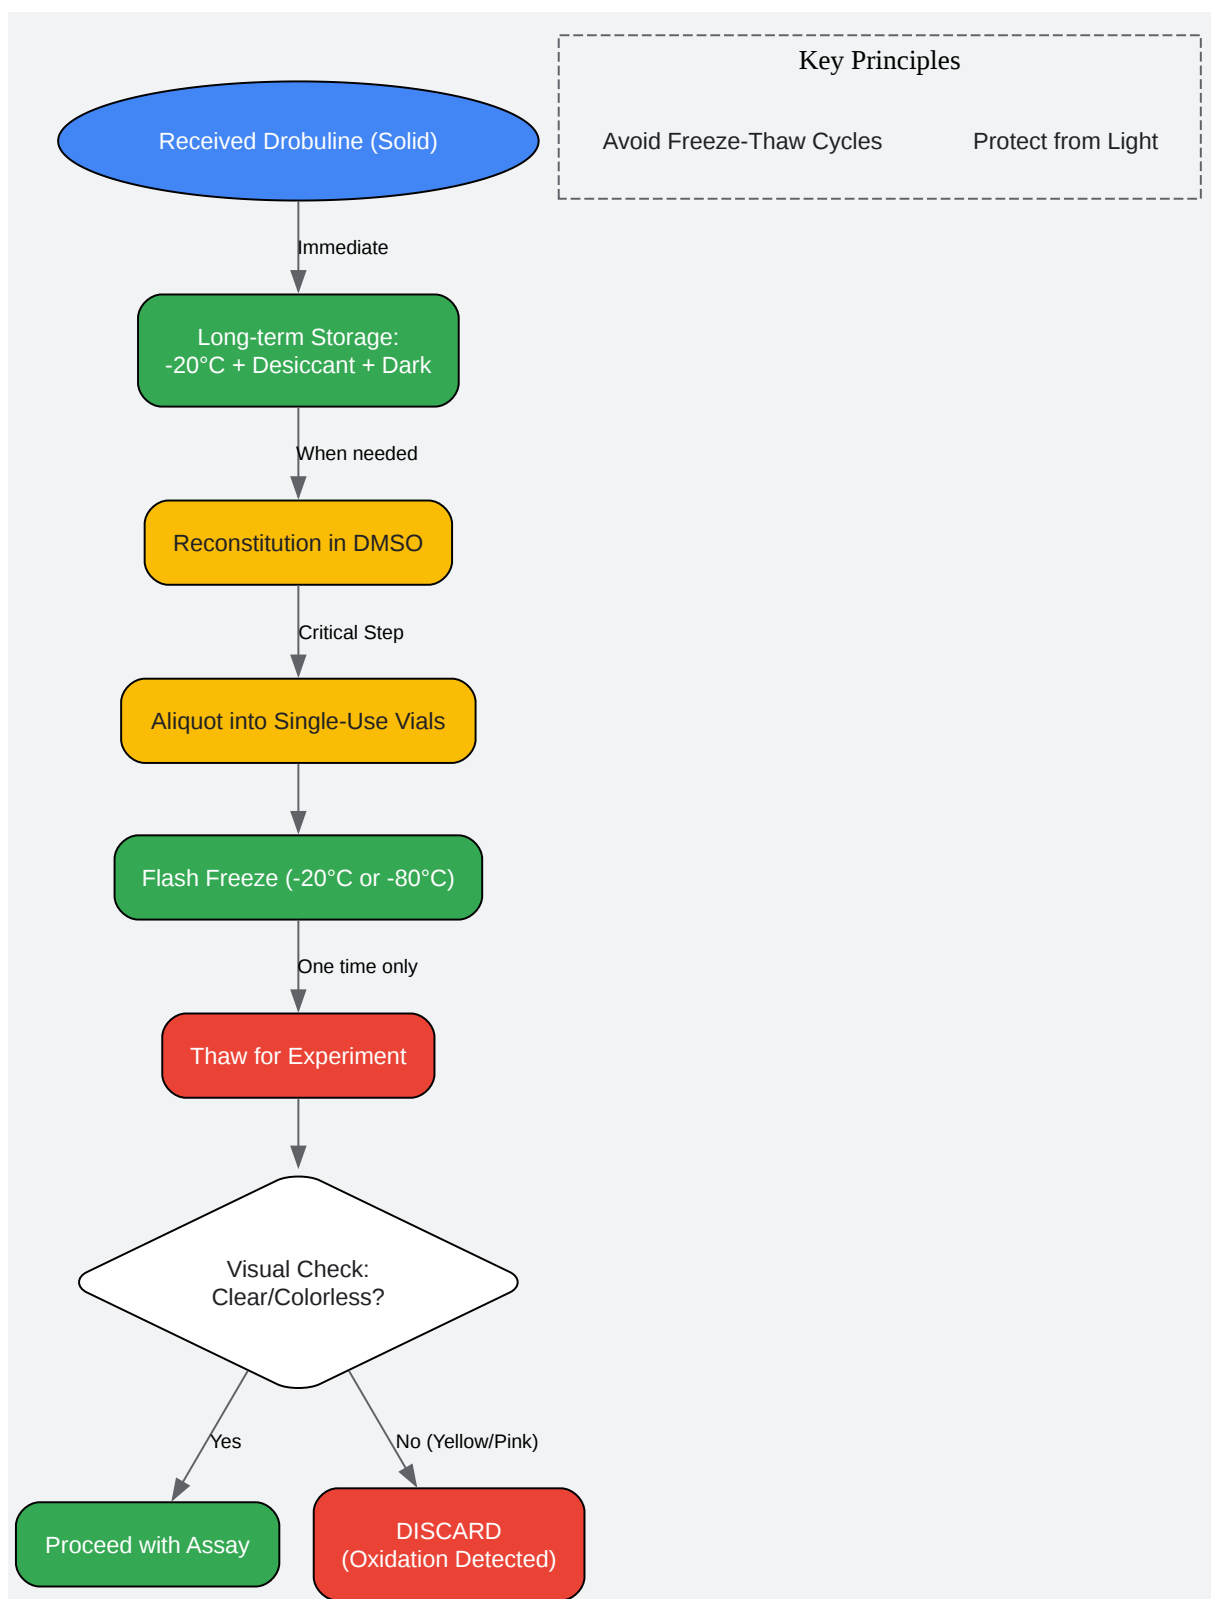 Key Principles
Received Drobuline (Solid)
Avoid Freeze-Thaw Cycles
Protect from Light
Immediate
Long-term Storage:
-20°C + Desiccant + Dark
When needed
Reconstitution in DMSO
Critical Step
Aliquot into Single-Use Vials
Flash Freeze (-20°C or -80°C)
One time only
Thaw for Experiment
Visual Check:
Clear/Colorless?
Yes
No (Yellow/Pink)
Proceed with Assay
DISCARD
(Oxidation Detected)